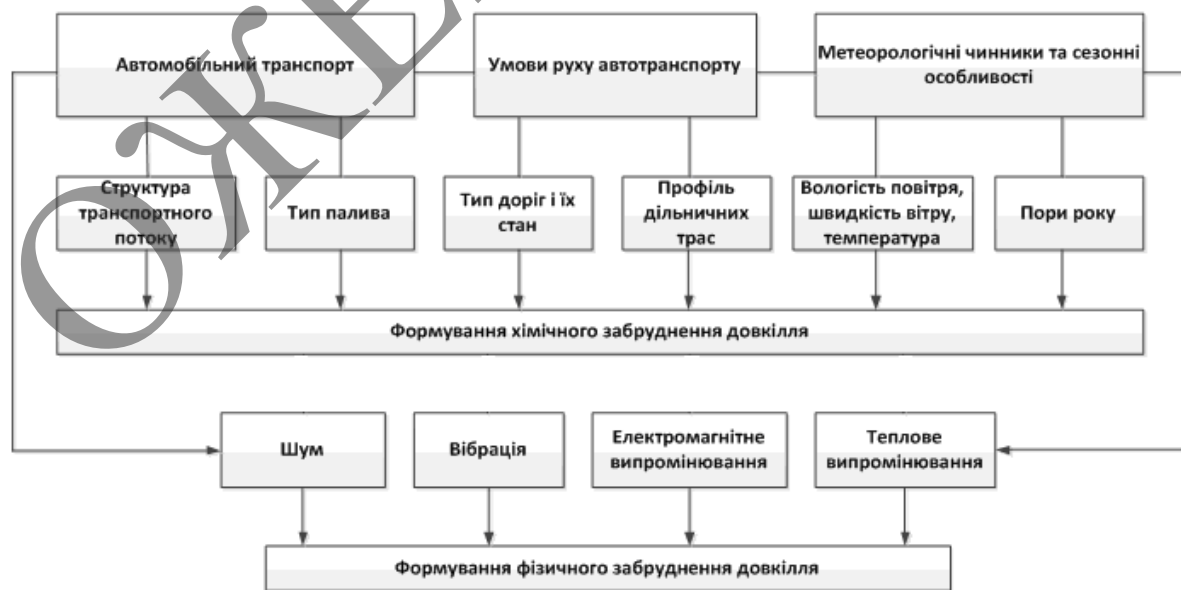 Автомобільний транспорт
Умови руху автотранспорту
Метеорологічні чинники та сезонні
особливості
Структура
транспортного
потоку
Тип палива
Тип доріг і їх
стан
Профіль
дільничних
трас
Вологість повітря,
швидкість вітру,
температура
Пори року
Формування хімічного забруднення довкілля
Шум
Вібрація
Електромагнітне
випромінювання
Теплове
випромінювання
Формування фізичного забруднення довкілля